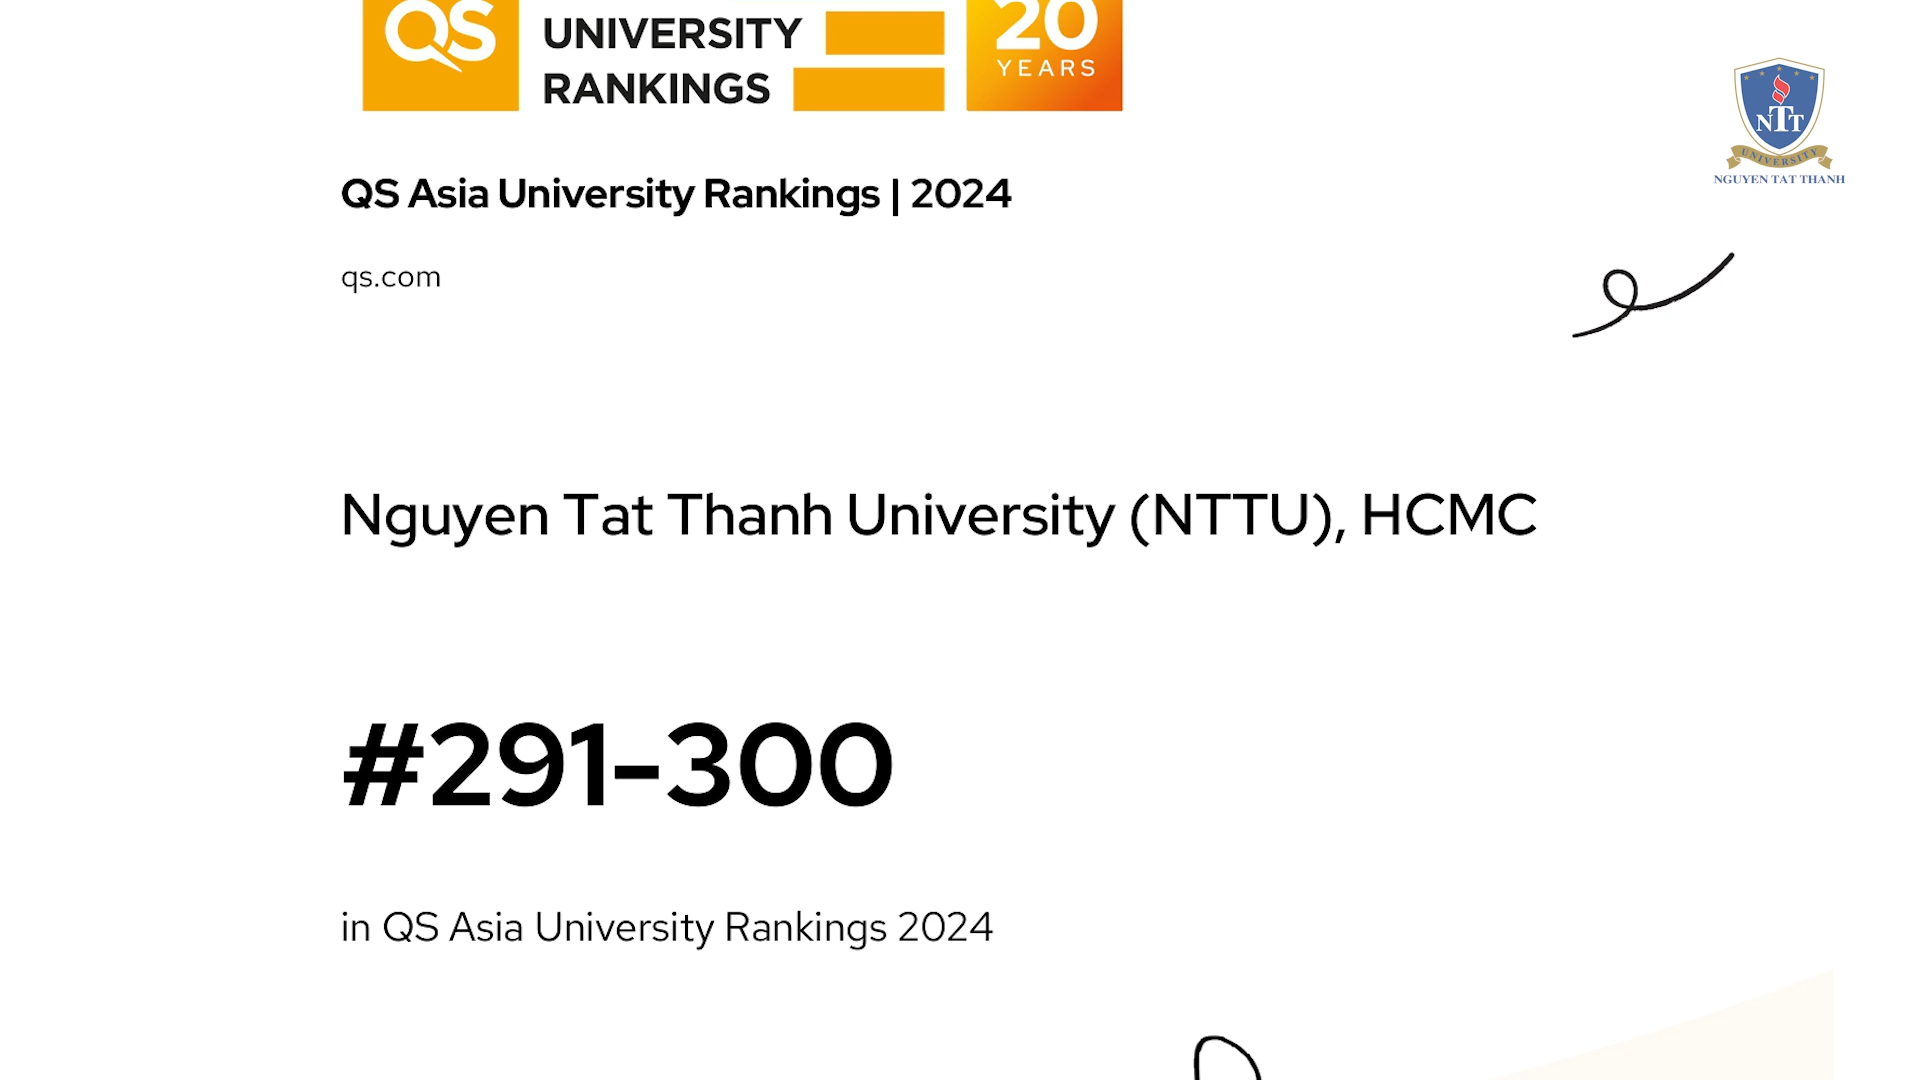 QS
UNIVERSITY
RANKINGS
20
YEARS
NTT
UNIVERSITY
NGUYEN TAT THANH
QS Asia University Rankings | 2024
qs.com
Nguyen Tat Thanh University (NTTU), HCMC
#291-300
in QS Asia University Rankings 2024